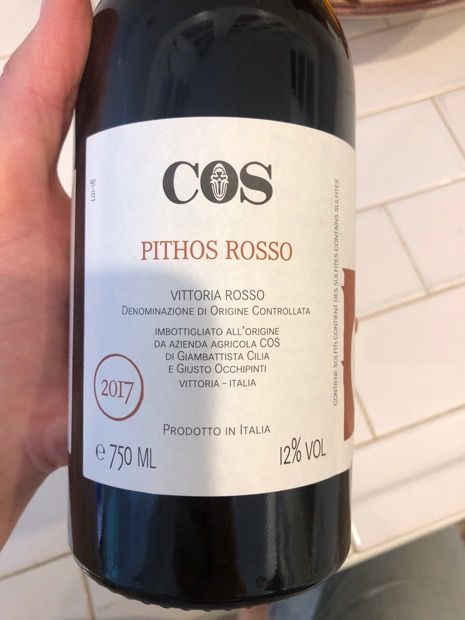 COS
PITHOS ROSSO
VITTORIA ROSSO
DENOMINAZIONE DI ORIGINE CONTROLLATA
IMBOTTIGLIATO ALL'ORIGINE
DA AZIENDA AGRICOLA COS
DI GIAMBATTISTA CILIA
E GIUSTO OCCHIPINTI
VITTORIA - ITALIA
2017
PRODOTTO IN ITALIA
e 750 ML
12% VOL
CONTIENE SOLFITI-CONTIENT DES SULFITES-CONTAINS SULFITES